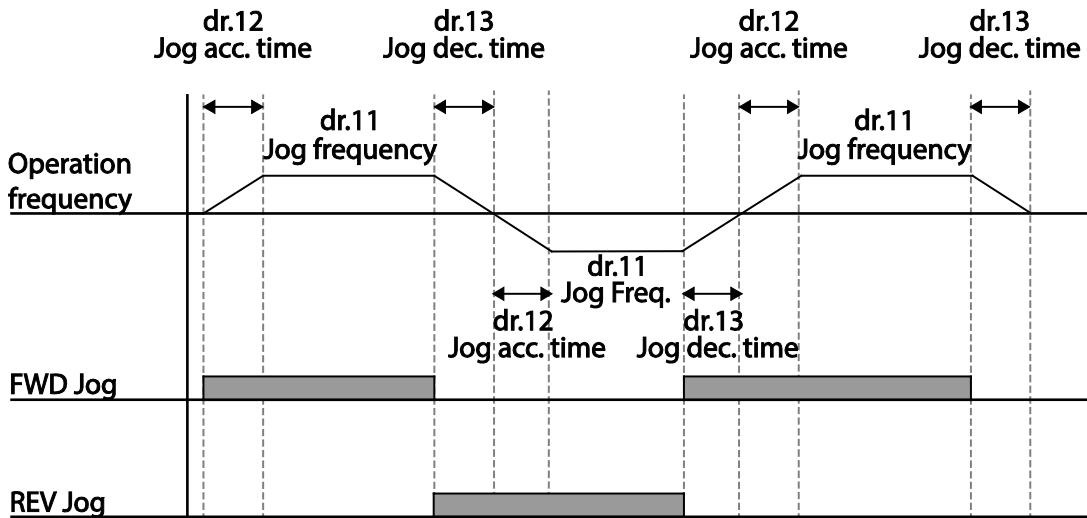 dr.12
Jog acc. time
dr.13
Jog dec. time
dr.12
Jog acc. time
dr.13
Jog dec. time
dr.11
Jog frequency
dr.11
Jog frequency
Operation
frequency
dr.11
Jog Freq.
dr.12
Jog acc. time
dr.13
Jog dec. time
FWD Jog
REV Jog